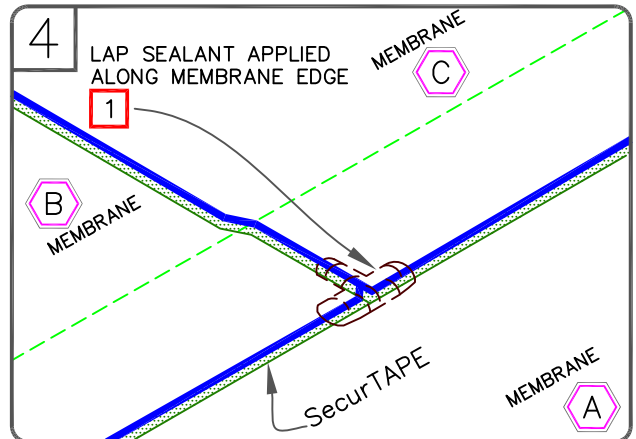 4
LAP SEALANT APPLIED
ALONG MEMBRANE EDGE
1
MEMBRANE
C
B
MEMBRANE
SecurTAPE
MEMBRANE
A